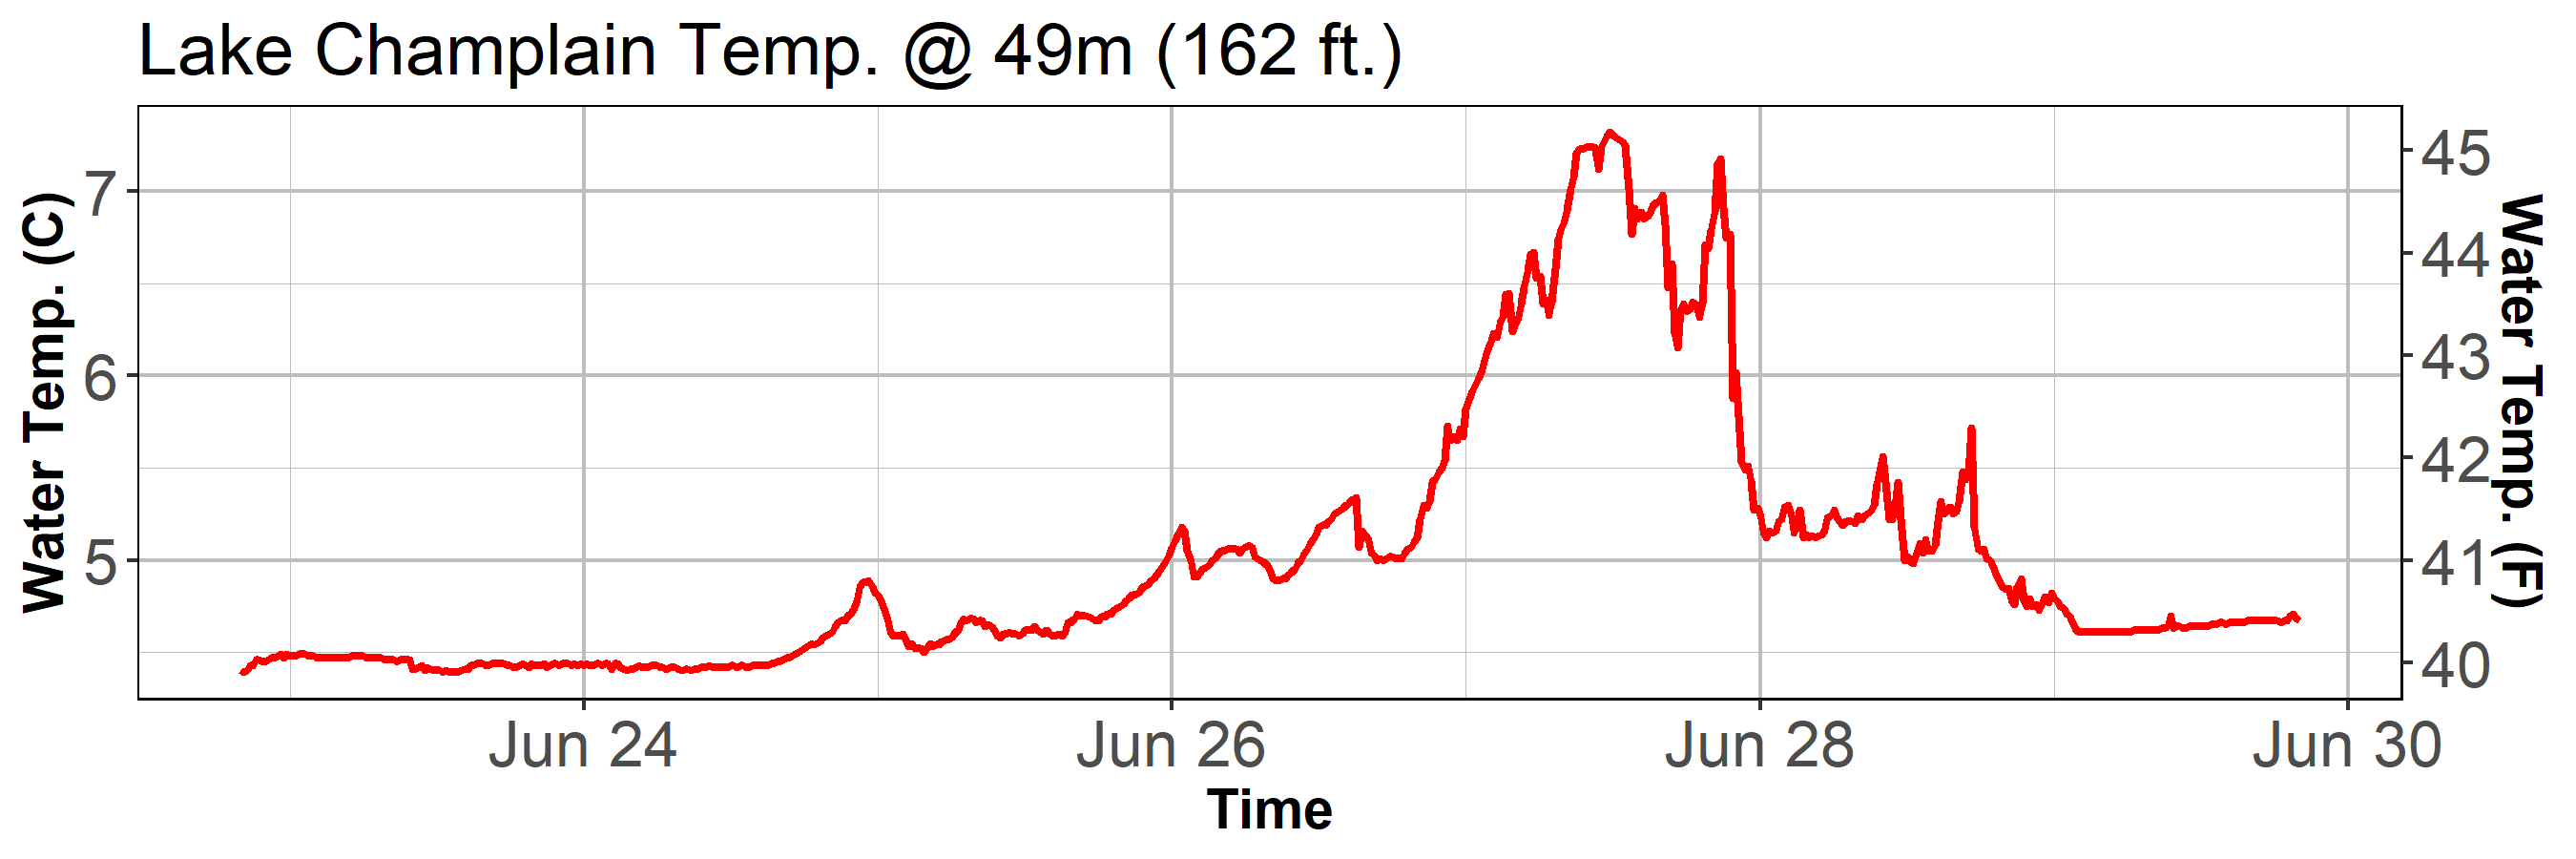 Lake Champlain Temp. @ 49m (162 ft.)
Water Temp. (C)
7
6
5
45
44
43
42
41
40
Water Temp. (F)
Jun 24
Jun 26
Jun 28
Jun 30
Time